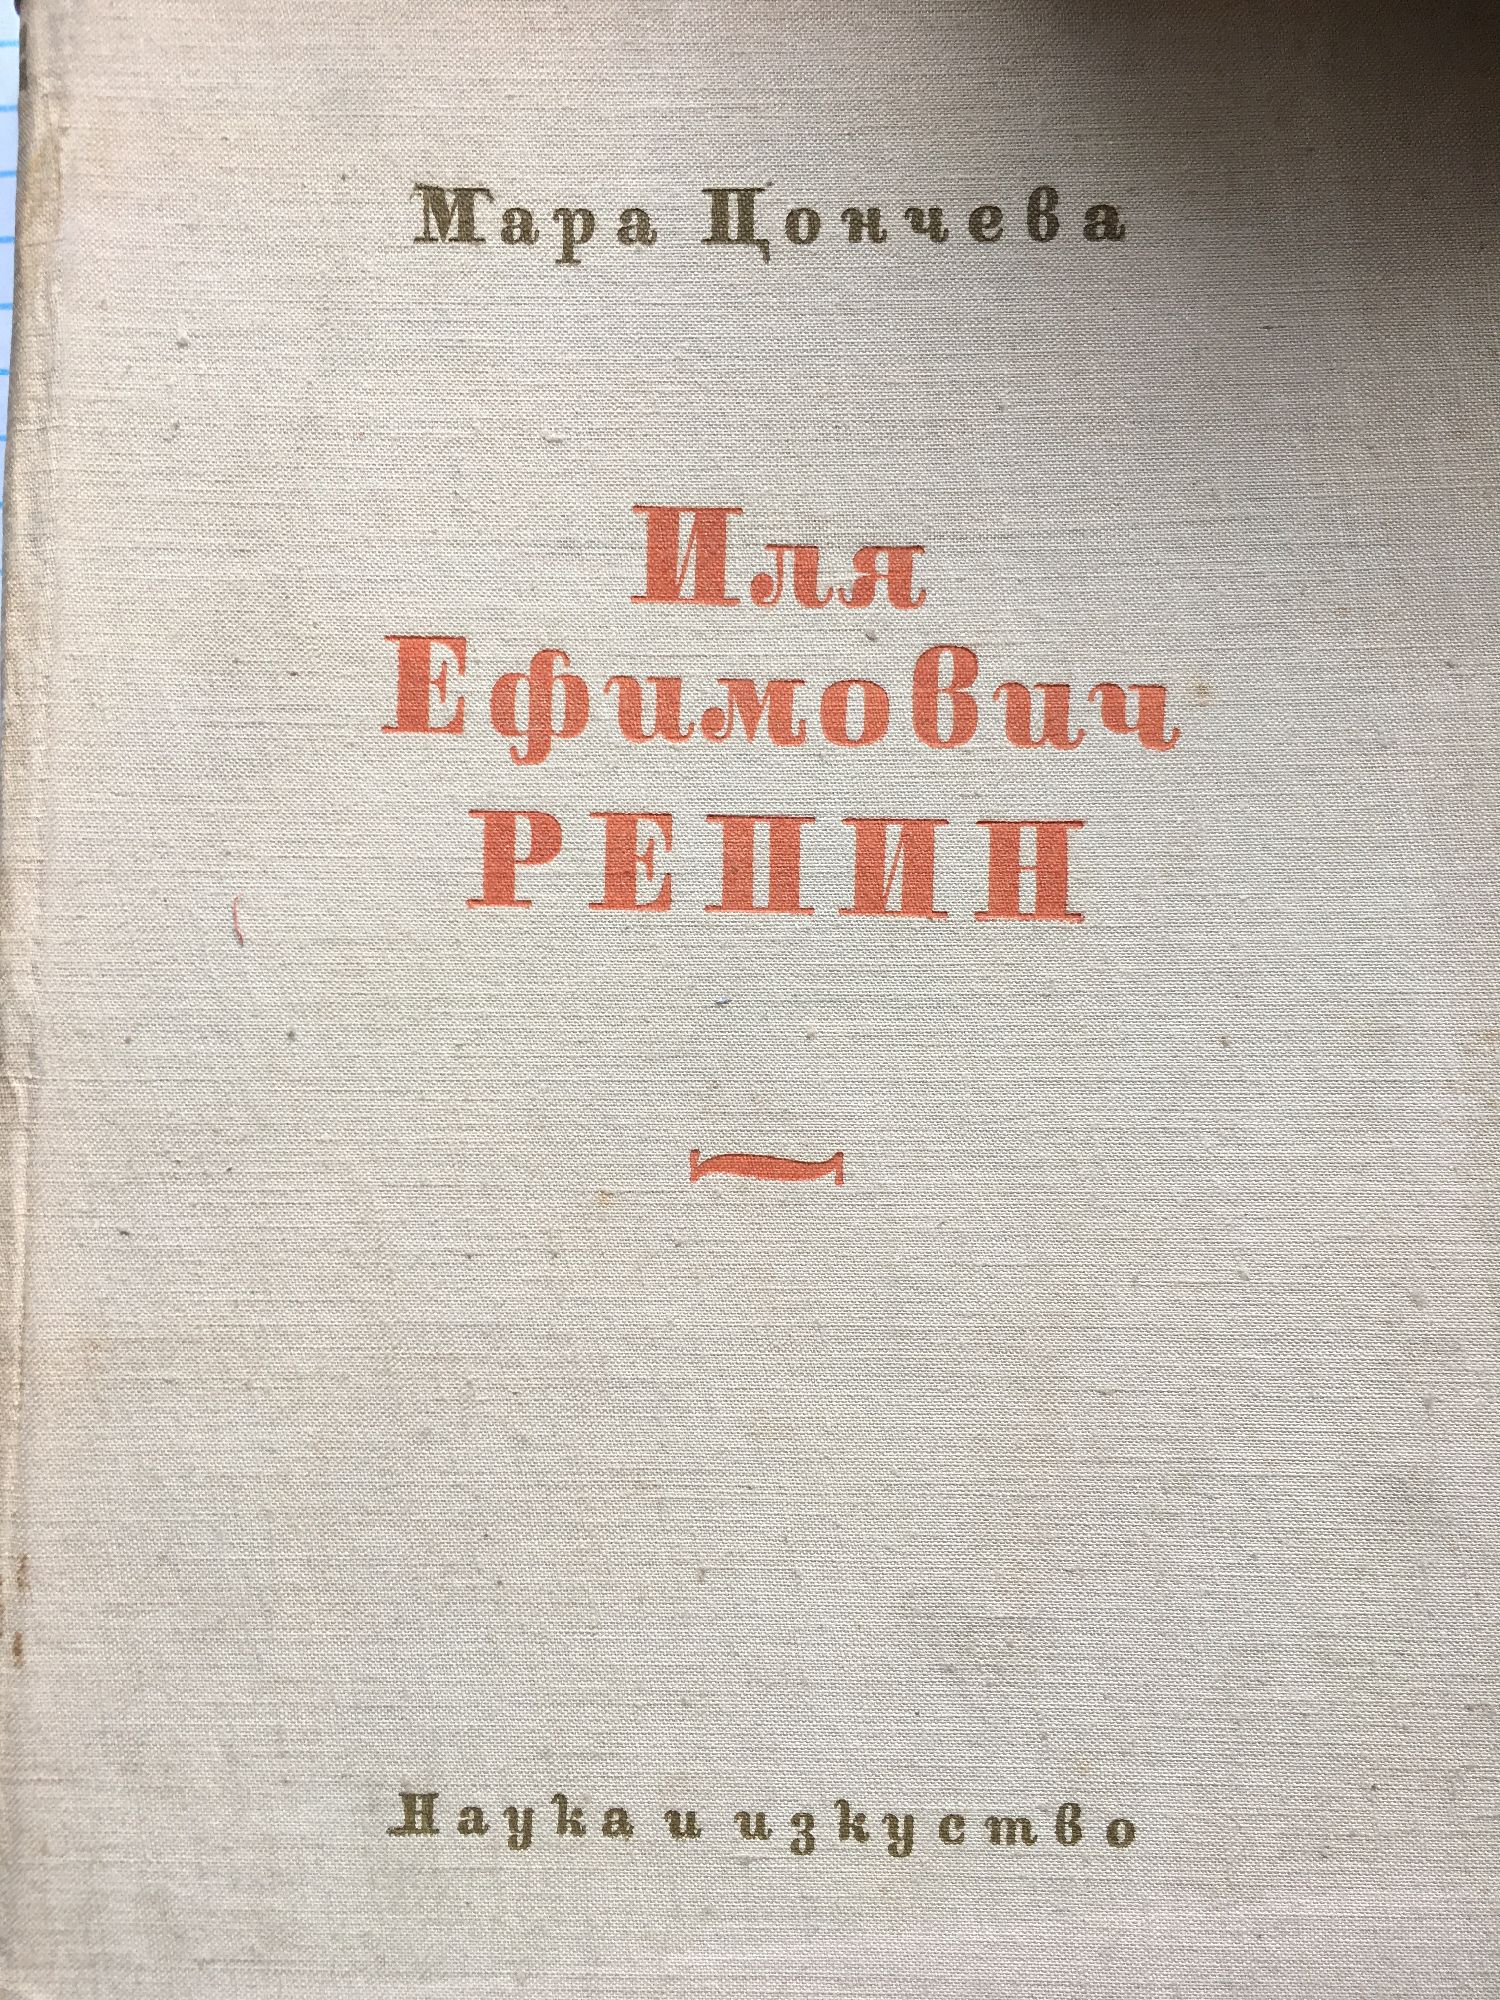 Мара Цончева
Иля
Ефимович
РЕПИН
Наука и изкуство